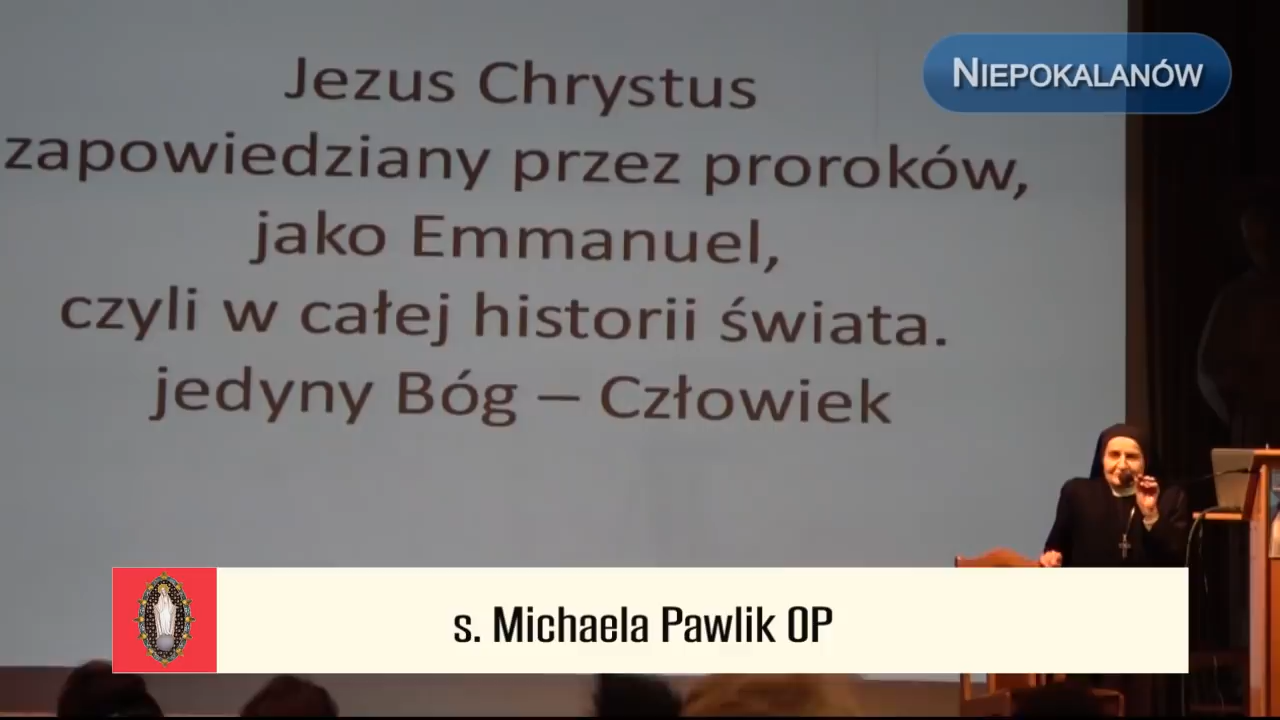 NIEPOKALANÓW
Jezus Chrystus
zapowiedziany przez proroków,
jako Emmanuel,
czyli w całej historii świata.
jedyny Bóg – Człowiek
s. Michaela Pawlik OP